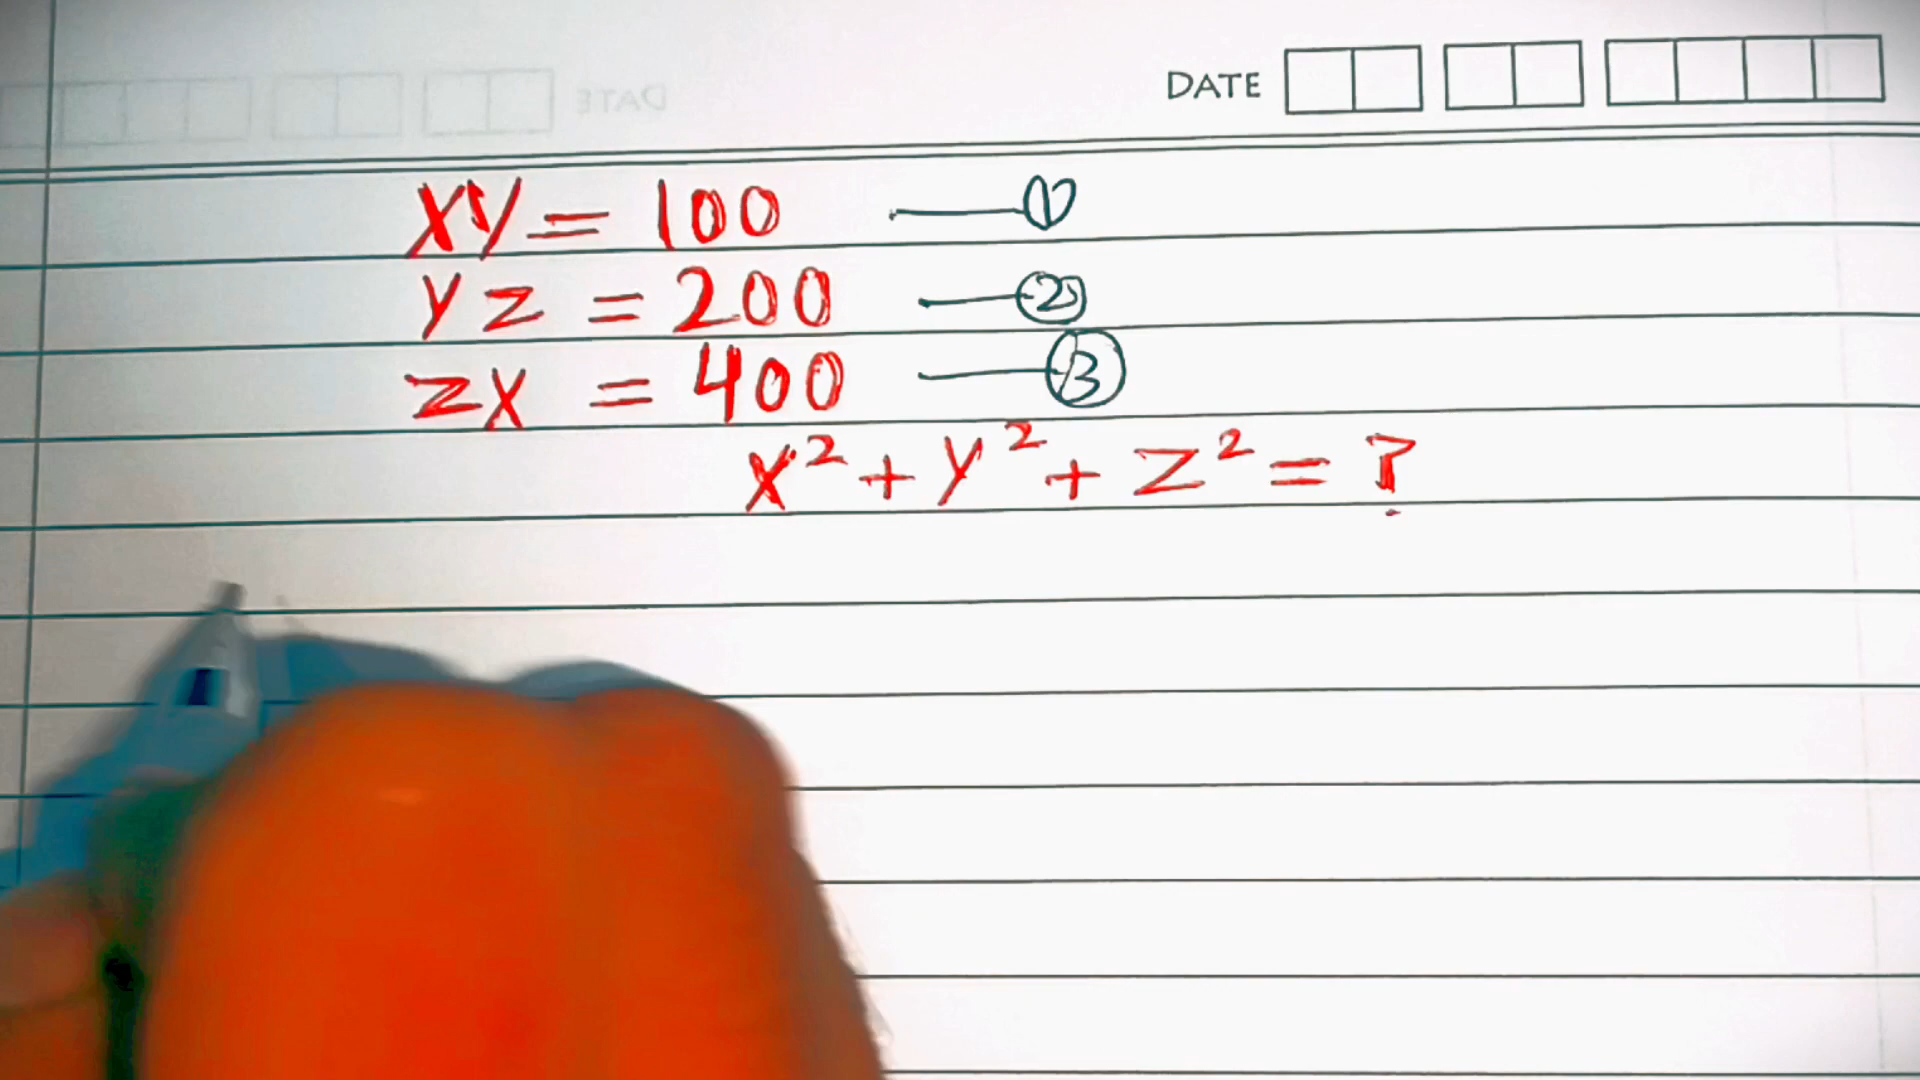 DATE
XY = 100 ① 
YZ = 200 ②
ZX = 400 ③
X² + Y² + Z² = ?